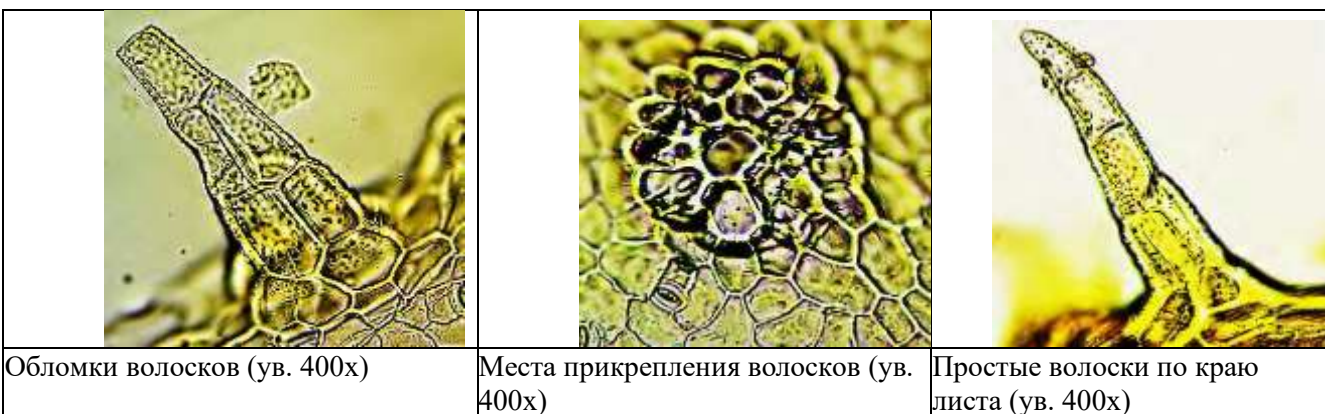 Обломки волосков (ув. 400х)
Места прикрепления волосков (ув.
400х)
Простые волоски по краю
листа (ув. 400х)